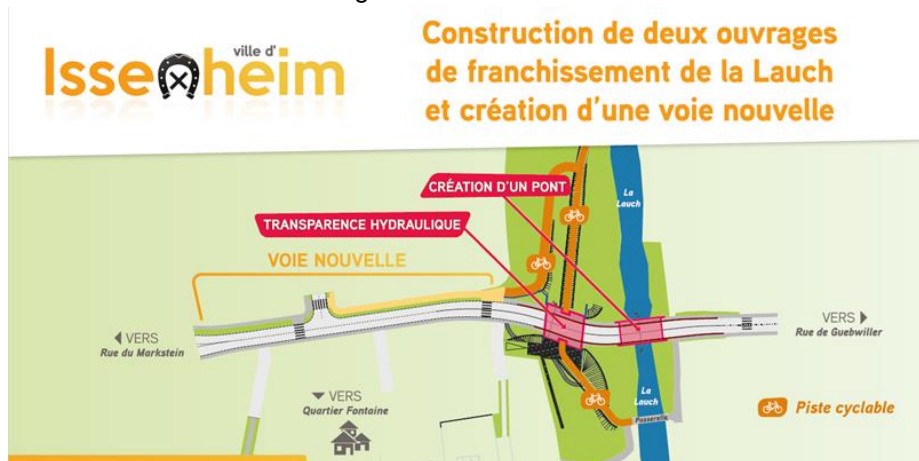 ville d'
Issenheim
Construction de deux ouvrages
de franchissement de la Lauch
et création d'une voie nouvelle
CRÉATION D'UN PONT
La
Lauch
TRANSPARENCE HYDRAULIQUE
VOIE NOUVELLE
VERS
Rue du Markstein
VERS
Rue de Guebwiller
VERS
Quartier Fontaine
La
Lauch
Passerelle
Piste cyclable